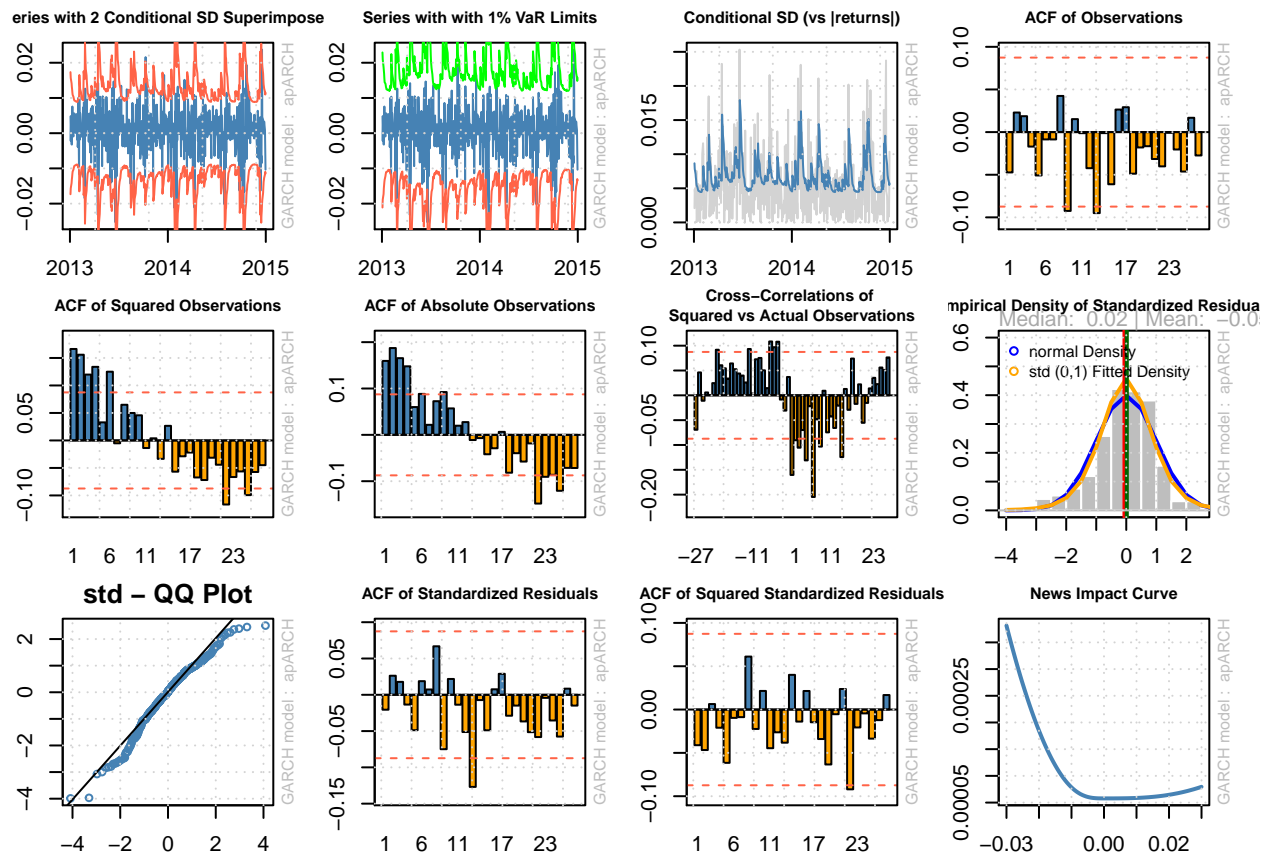 eries with 2 Conditional SD Superimpose
0.02
0.00
−0.02
2013 2014 2015
GARCH model : apARCH
Series with with 1% VaR Limits
0.02
0.00
−0.02
2013 2014 2015
GARCH model : apARCH
Conditional SD (vs |returns|)
0.015
0.000
2013 2014 2015
GARCH model : apARCH
ACF of Observations
0.10
0.00
−0.10
1 6 11 17 23
GARCH model : apARCH
ACF of Squared Observations
0.05
−0.10
1 6 11 17 23
GARCH model : apARCH
ACF of Absolute Observations
0.1
−0.1
1 6 11 17 23
GARCH model : apARCH
Cross−Correlations of
Squared vs Actual Observations
0.10
−0.05
−0.20
−27 −11 1 11 23
GARCH model : apARCH
mpirical Density of Standardized Residua
Median: 0.02 | Mean: −0.0
normal Density
std (0,1) Fitted Density
0.6
0.4
0.2
0.0
−4 −2 0 2
GARCH model : apARCH
std − QQ Plot
2
0
−2
−4
−4 −2 0 2 4
GARCH model : apARCH
ACF of Standardized Residuals
0.05
−0.05
−0.15
1 6 11 17 23
GARCH model : apARCH
ACF of Squared Standardized Residuals
0.10
0.00
−0.10
1 6 11 17 23
GARCH model : apARCH
News Impact Curve
0.00025
0.00005
−0.03 0.00 0.03
GARCH model : apARCH